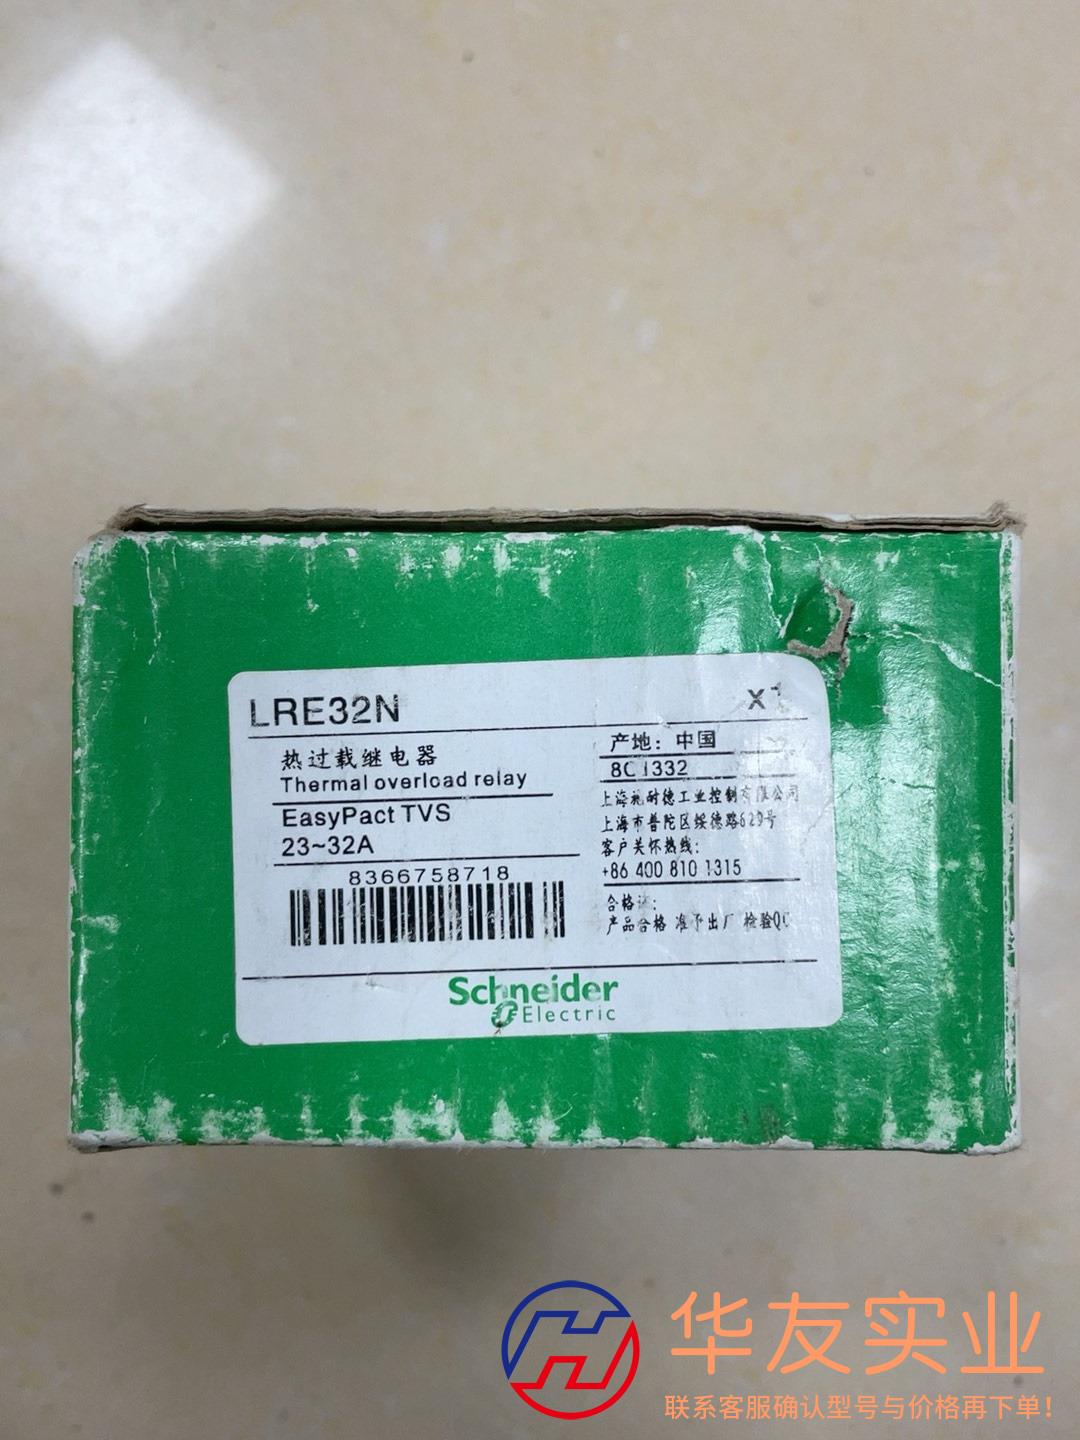 LRE32N
x1
热过载继电器
Thermal overload relay
EasyPact TVS
23~32A
8366758718
产地：中国
1332
上海施耐德工业控制有限公司
上海市普陀区绥德路629号
客户关怀热线：
+86 400 810 1315
合格证：
产品合格 准予出厂 检验
Schneider
Electric
华友实业
联系客服确认型号与价格再下单！